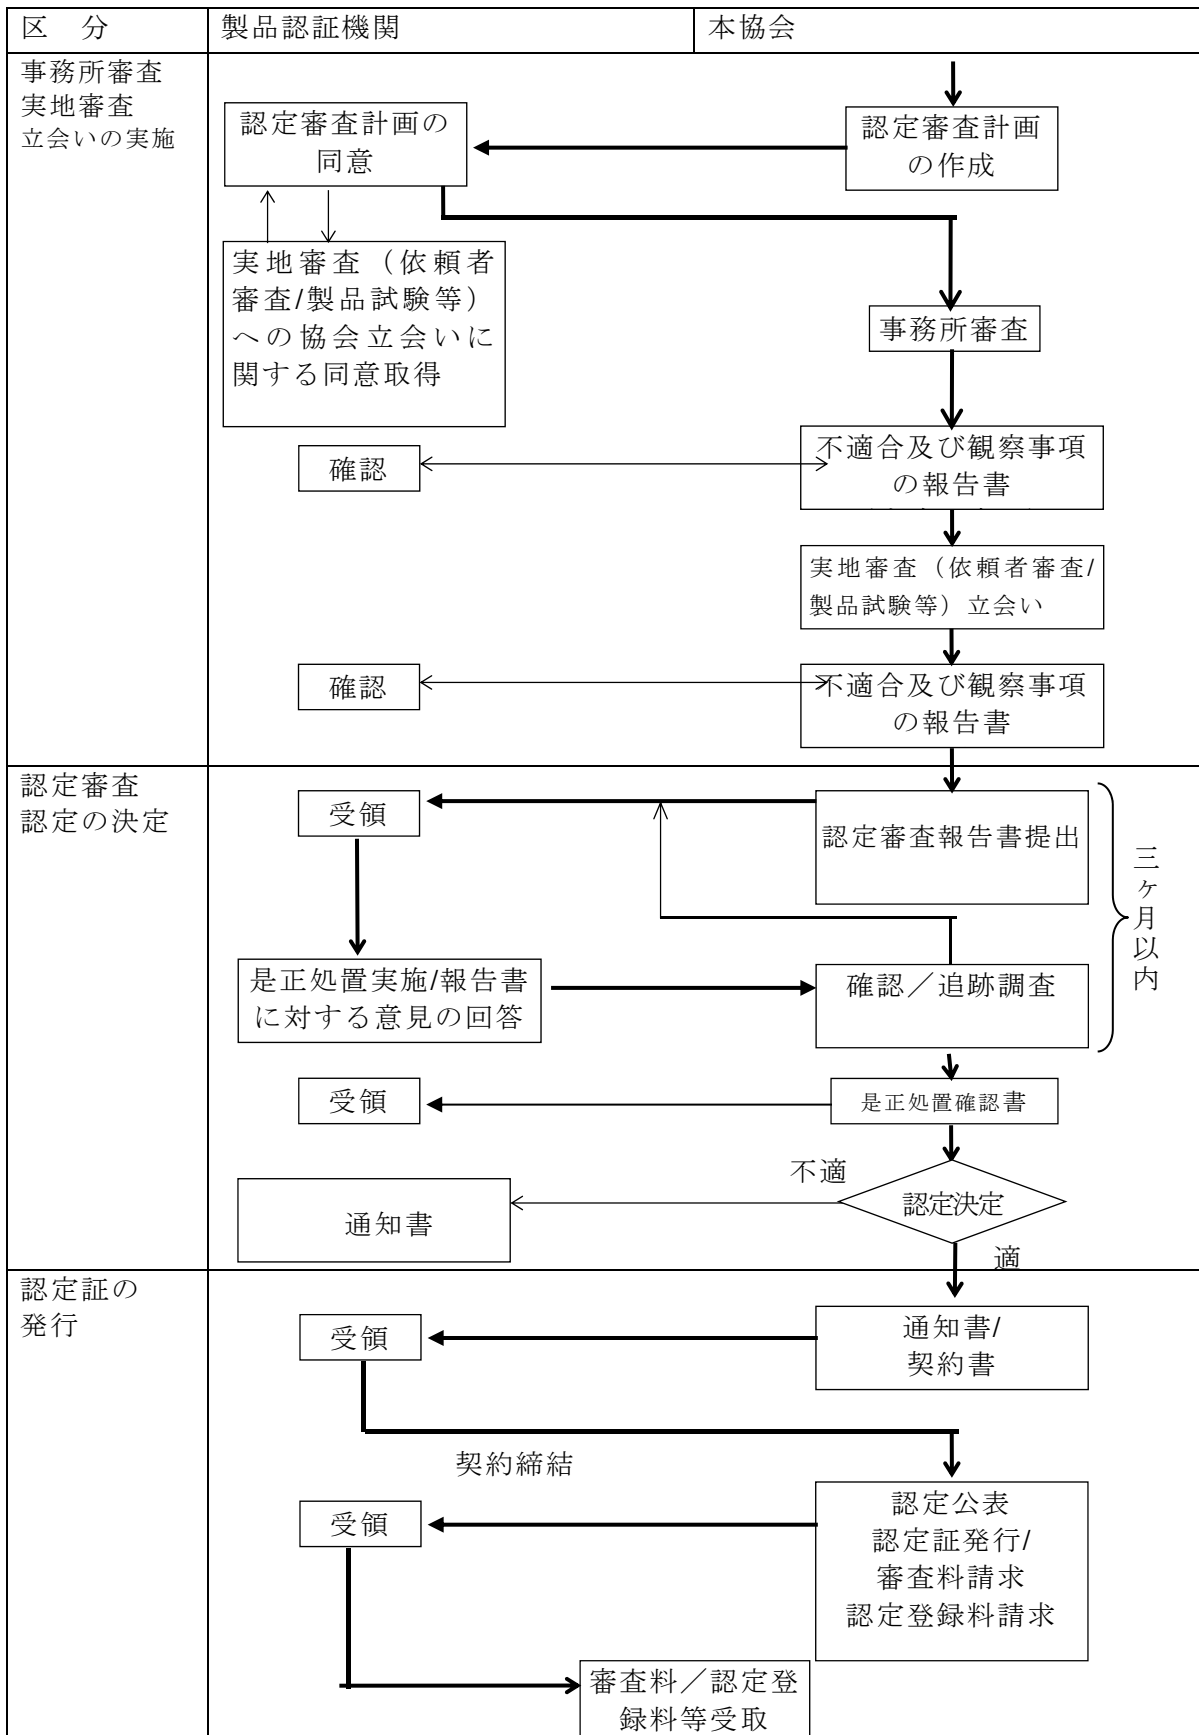 区　分
製品認証機関
本協会
事務所審査
実地審査
立会いの実施
認定審査計画の
同意
認定審査計画
の作成
実地審査（依頼者
審査/製品試験等）
への協会立会いに
関する同意取得
事務所審査
確認
不適合及び観察事項
の報告書
実地審査（依頼者審査/
製品試験等）立会い
確認
不適合及び観察事項
の報告書
認定審査
認定の決定
受領
認定審査報告書提出
三ヶ月以内
是正処置実施/報告書
に対する意見の回答
確認／追跡調査
受領
是正処置確認書
不適
認定決定
通知書
適
認定証の
発行
受領
通知書/
契約書
契約締結
受領
認定公表
認定証発行/
審査料請求
認定登録料請求
審査料／認定登
録料等受取